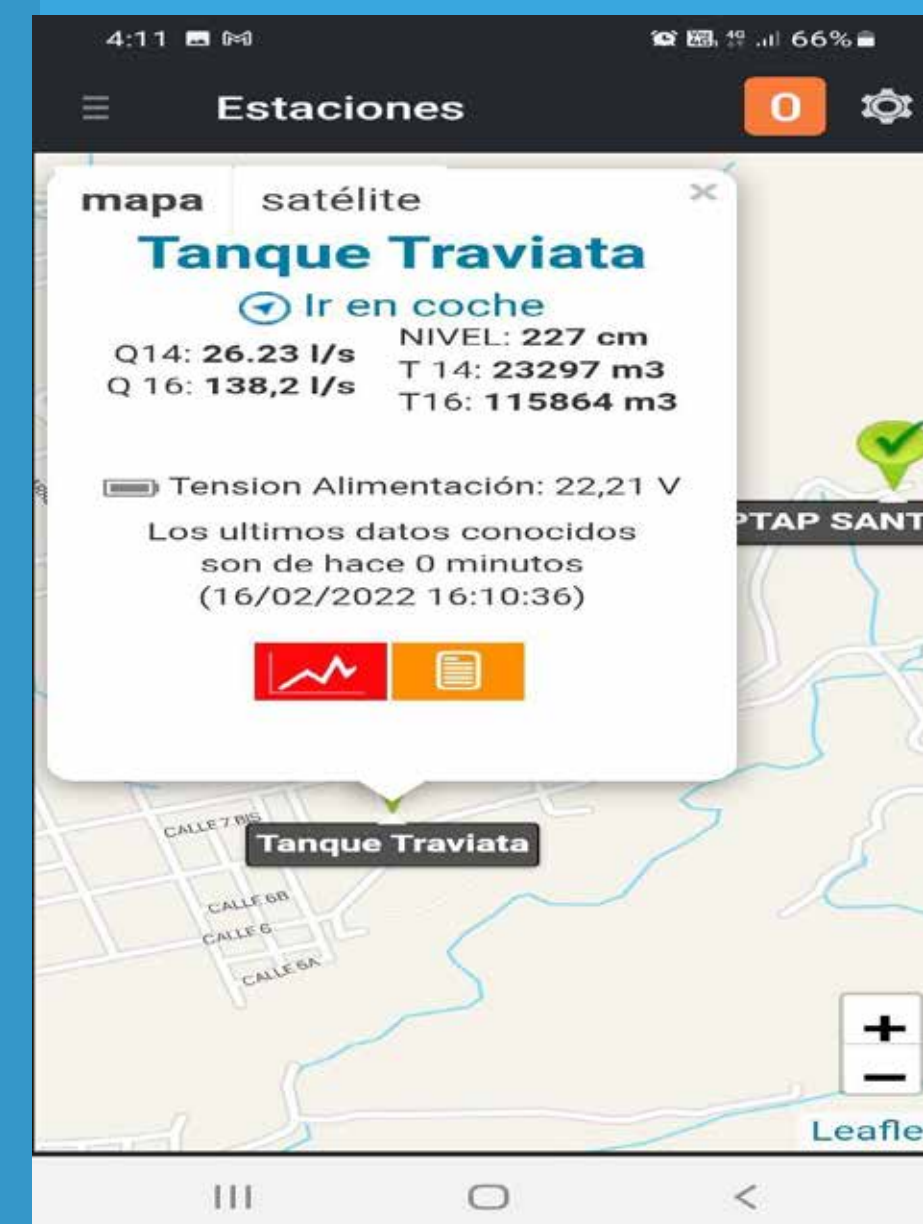 4:11 66%
Estaciones 0
mapa satélite ×
Tanque Traviata
Ir en coche
Q14: 26.23 l/s
Q 16: 138,2 l/s
NIVEL: 227 cm
T 14: 23297 m3
T16: 115864 m3
Tension Alimentación: 22,21 V
Los ultimos datos conocidos
son de hace 0 minutos
(16/02/2022 16:10:36)
PTAP SANT
CALLE 7 BIS
Tanque Traviata
CALLE 6B
CALLE 6
CALLE 6A
+
−
Leafle